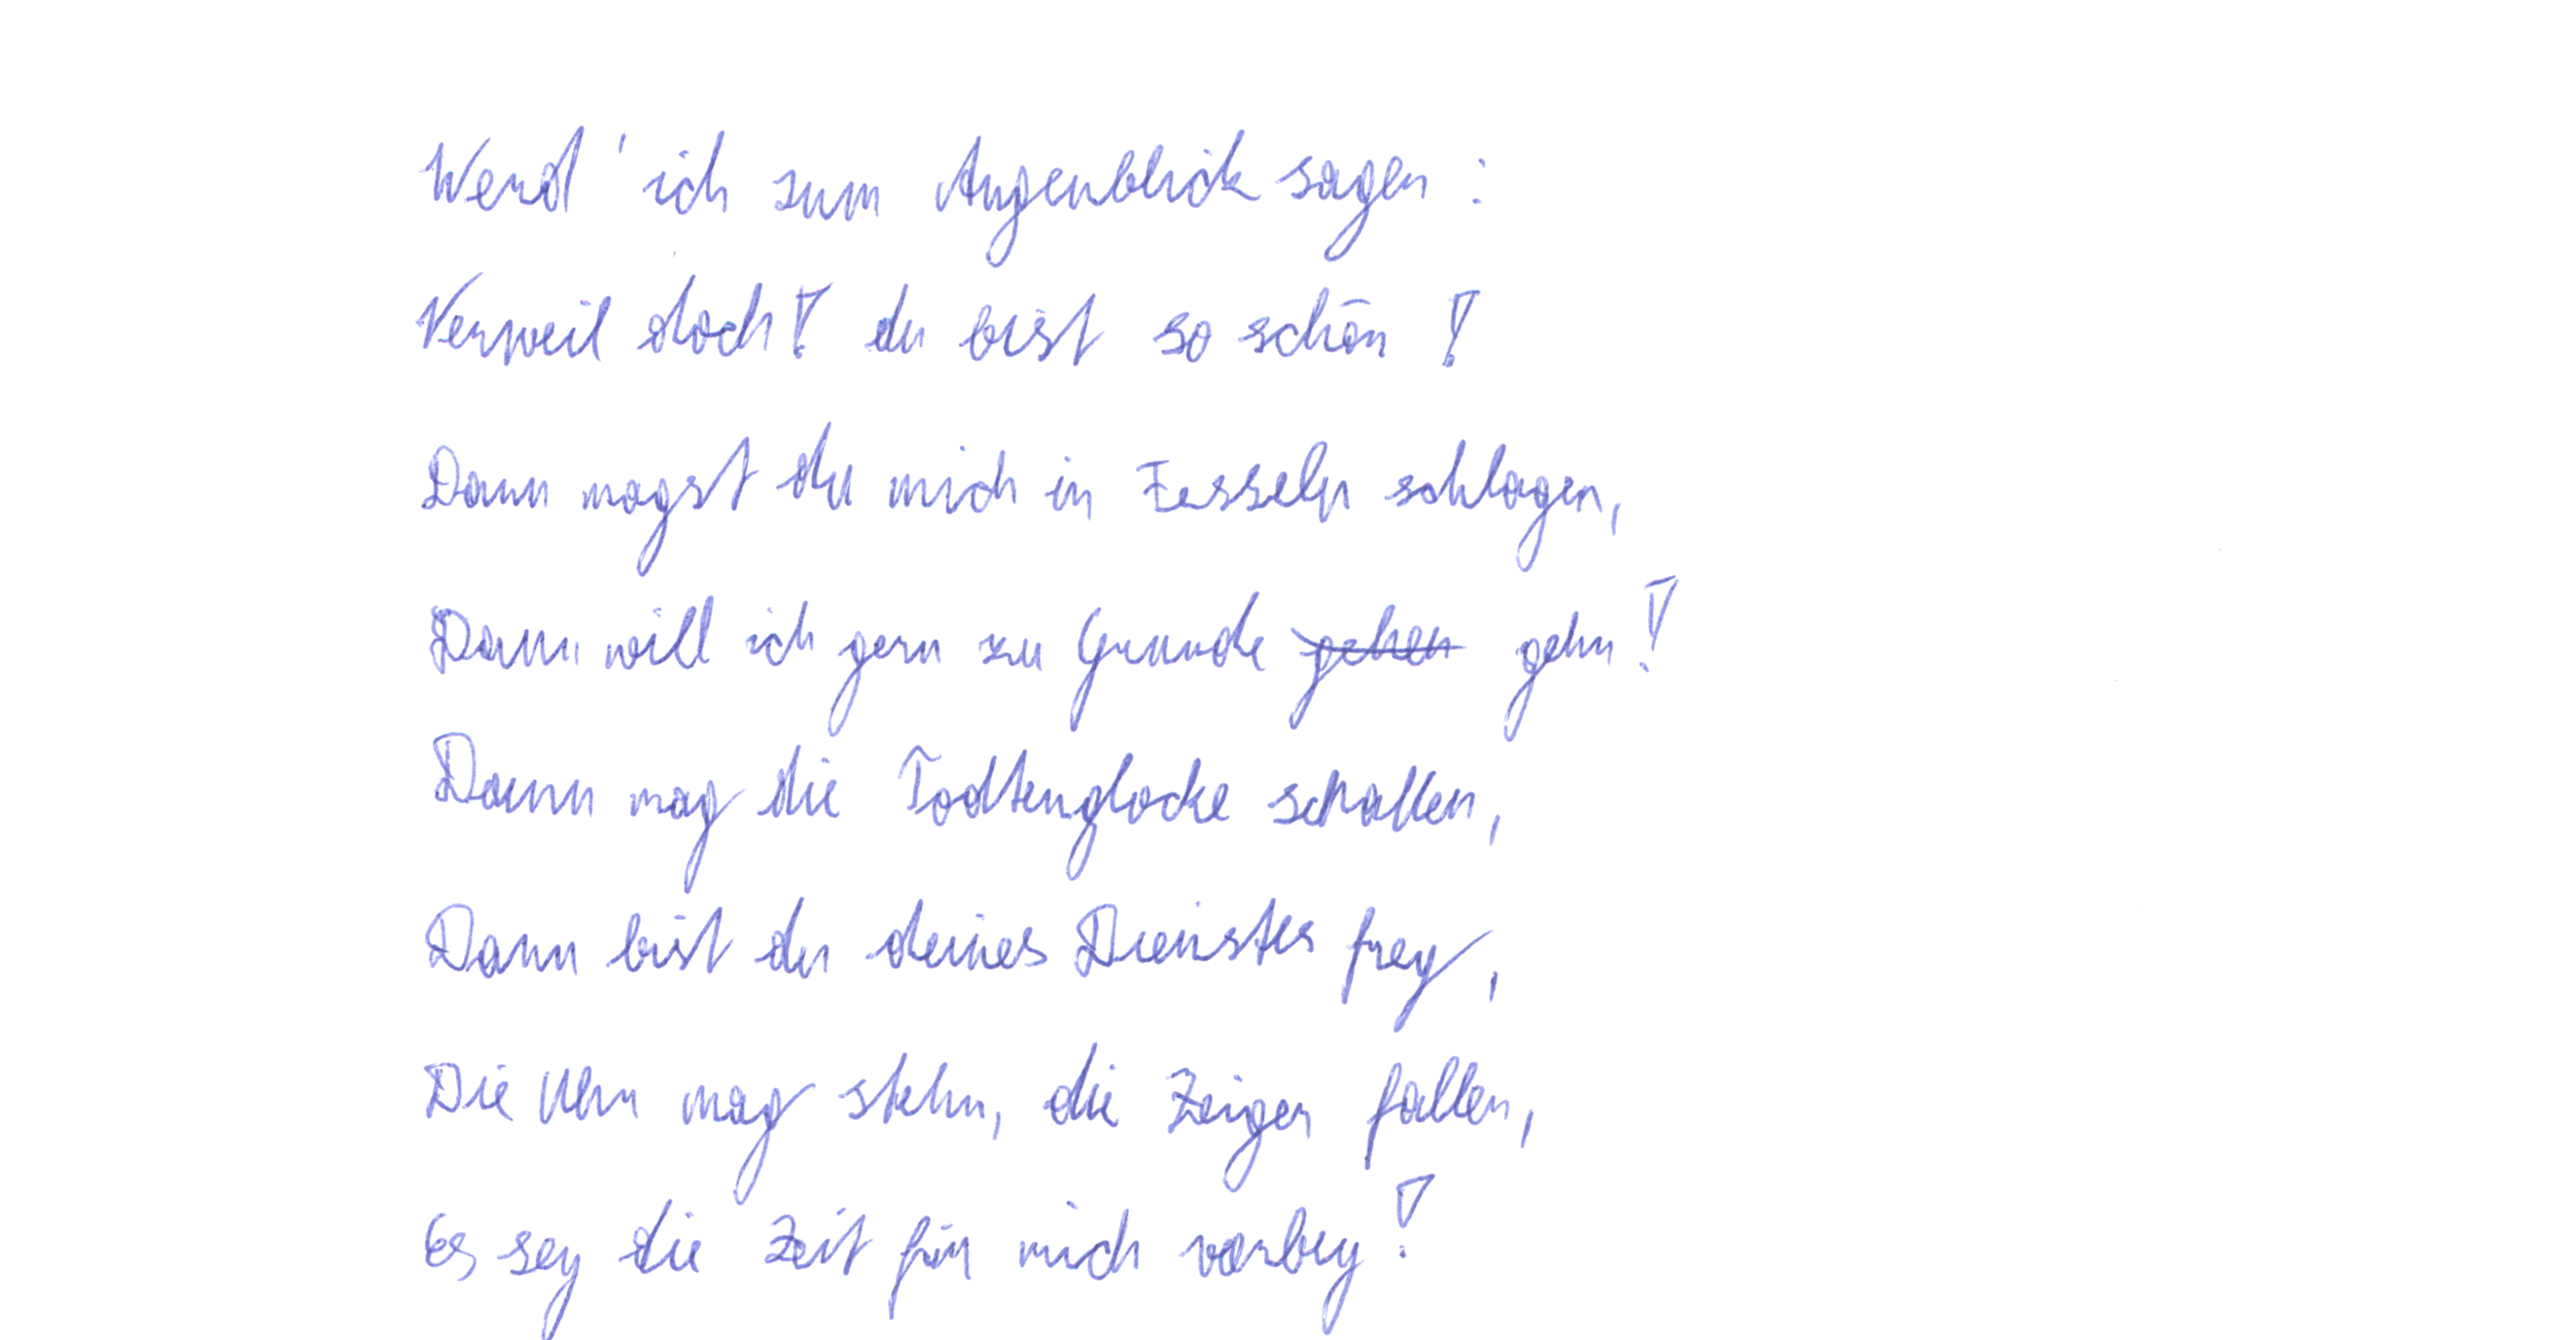 Werd' ich zum Augenblick sagen:
Verweil doch! du bist so schön!
Dann magst du mich in Fesseln schlagen,
Dann will ich gern zu Grunde gehen gehn!
Dann mag die Todtenglocke schallen,
Dann bist du deines Dienstes frey,
Die Uhr mag stehn, die Zeiger fallen,
Es sey die Zeit für mich vorbey!